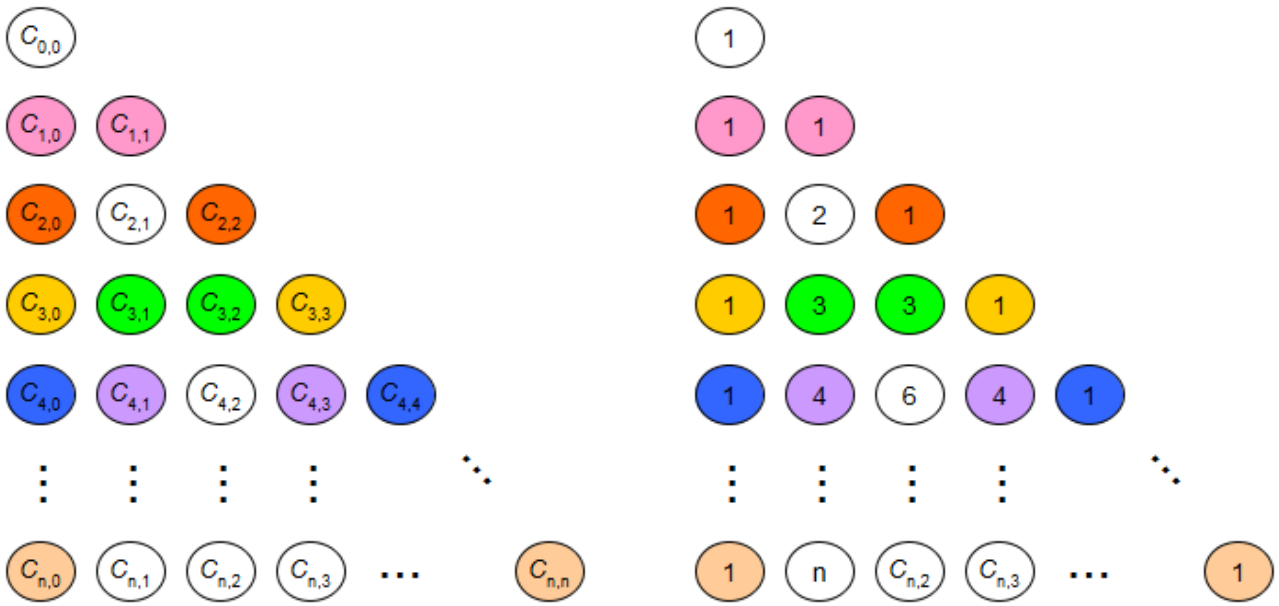 C0,0 1
C1,0 C1,1 1 1
C2,0 C2,1 C2,2 1 2 1
C3,0 C3,1 C3,2 C3,3 1 3 3 1
C4,0 C4,1 C4,2 C4,3 C4,4 1 4 6 4 1
Cn,0 Cn,1 Cn,2 Cn,3 ... Cn,n 1 n Cn,2 Cn,3 ... 1